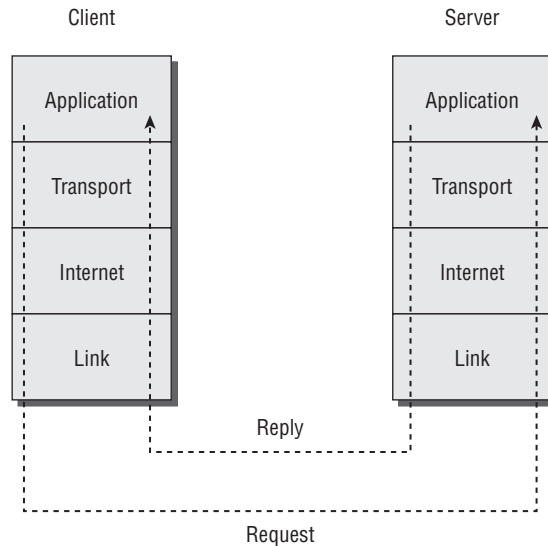 Client
Server
Application
Application
Transport
Transport
Internet
Internet
Link
Link
Reply
Request